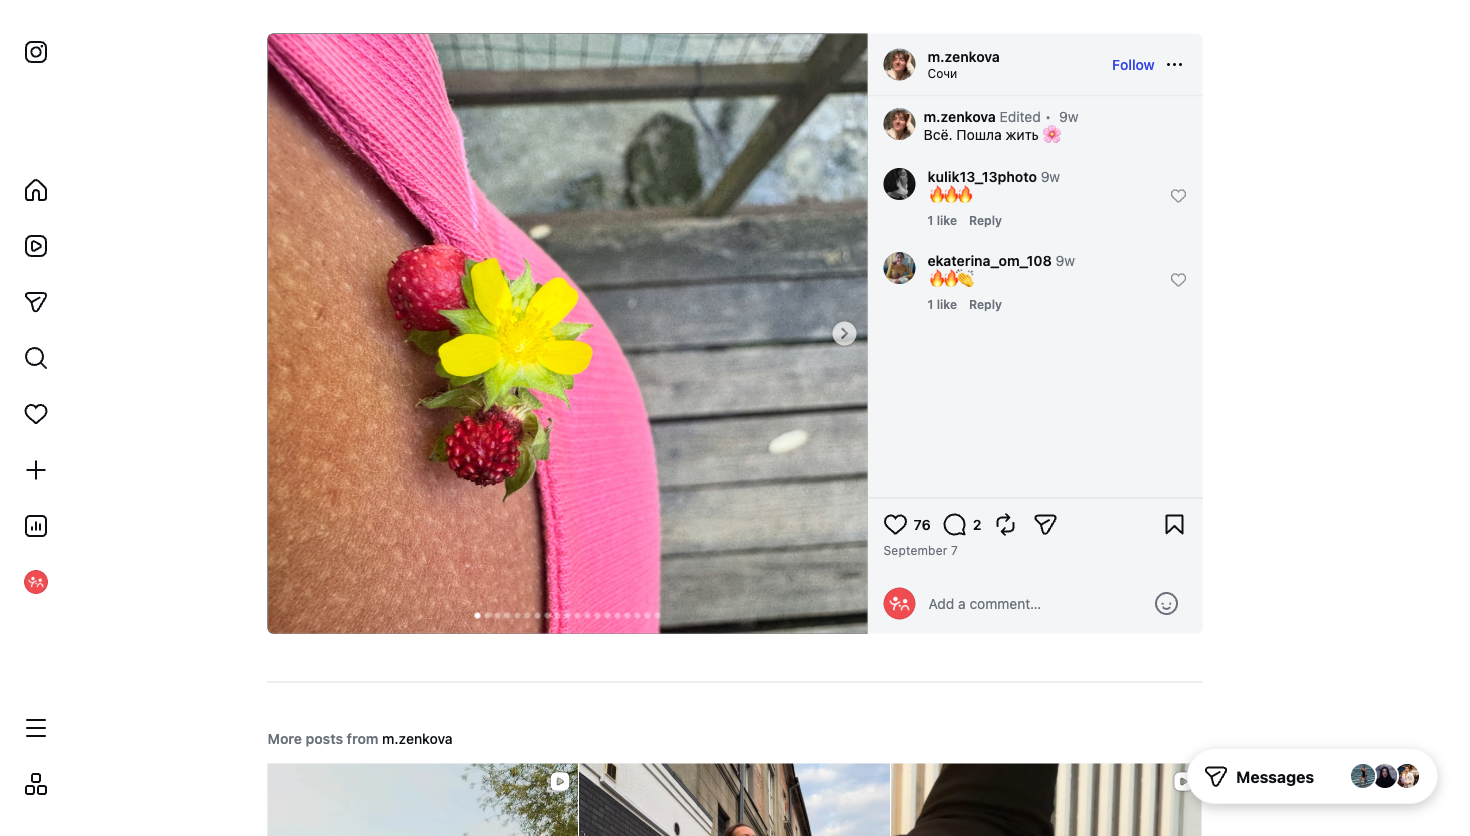 m.zenkova
Сочи
Follow
m.zenkova Edited • 9w
Всё. Пошла жить 🌸
kulik13_13photo 9w
🔥🔥🔥
1 like Reply
ekaterina_om_108 9w
🔥🔥👏
1 like Reply
76 2
September 7
Add a comment...
More posts from m.zenkova
Messages